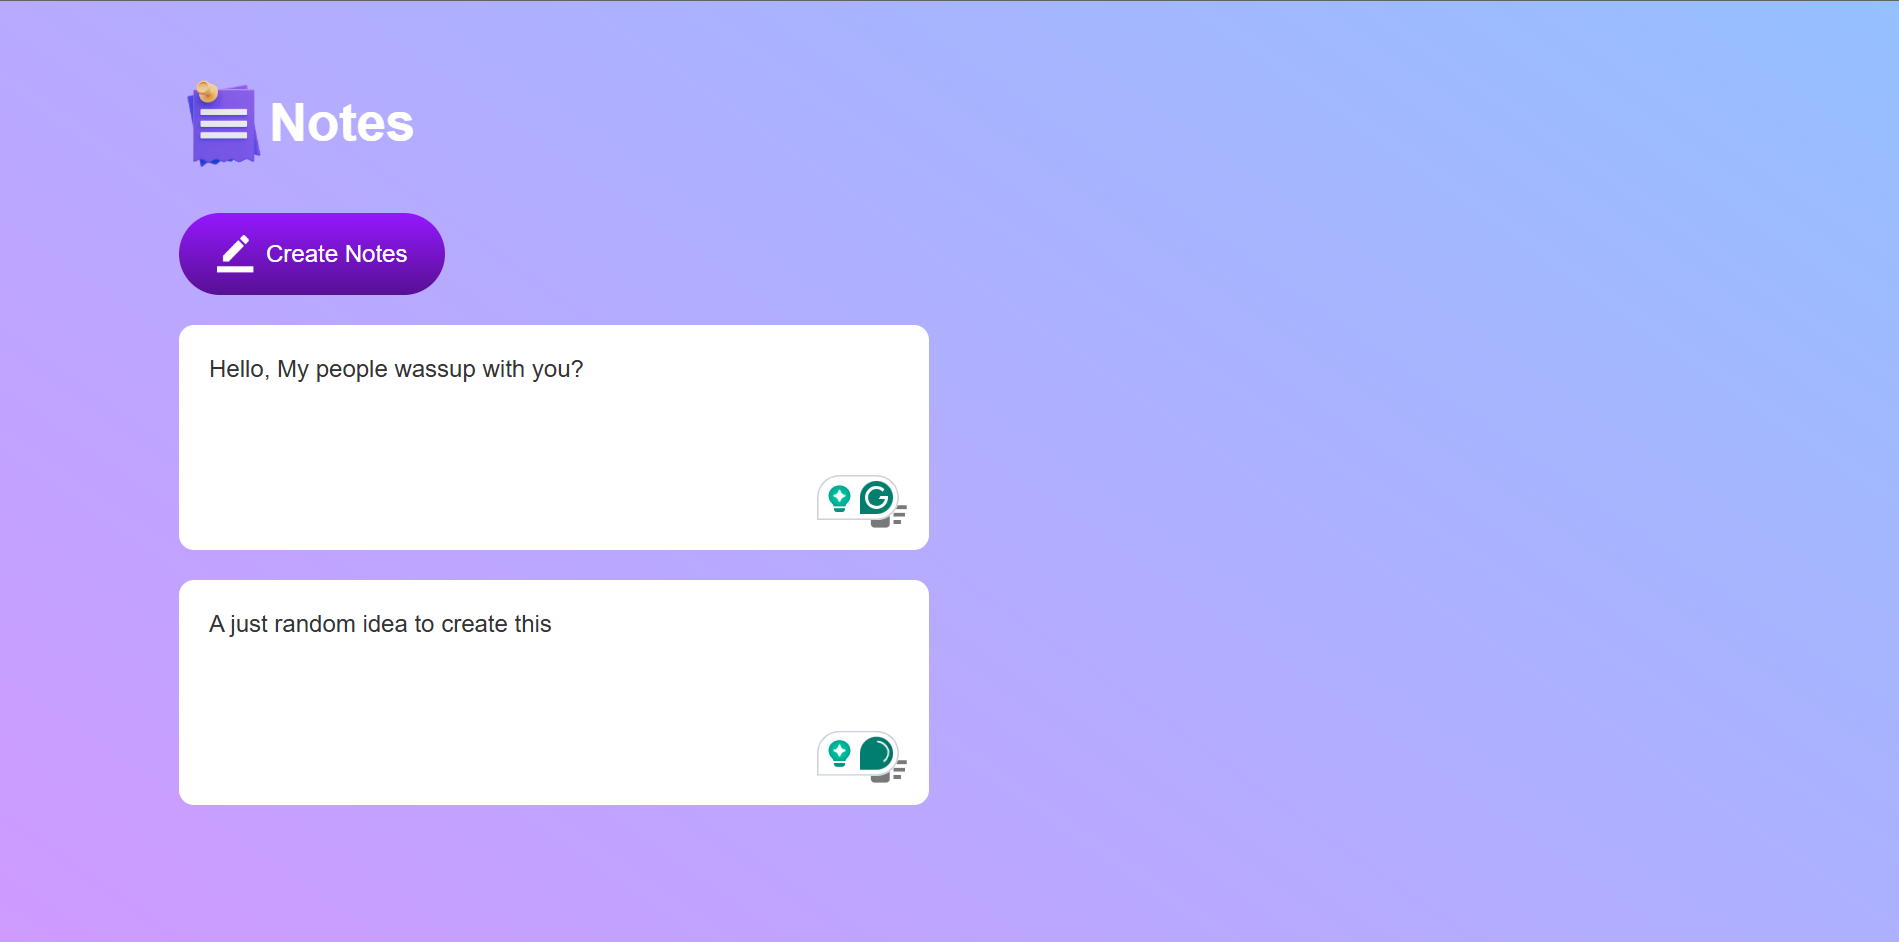 Notes
Create Notes
Hello, My people wassup with you?
A just random idea to create this